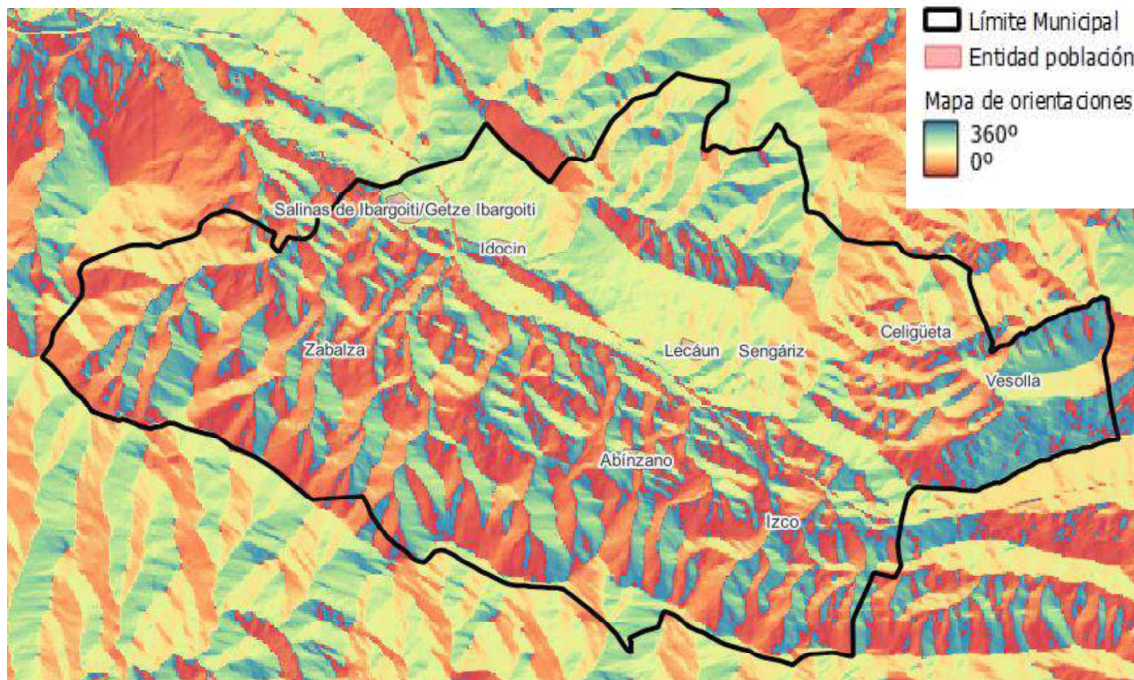 Límite Municipal
Entidad población
Mapa de orientaciones
360º
0º
Salinas de Ibargoiti/Getze Ibargoiti
Idocin
Zabalza
Lecáun
Sengáriz
Celigüeta
Vesolla
Abínzano
Izco